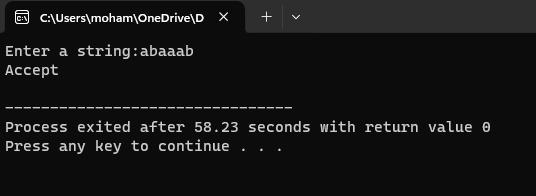 C:\Users\moham\OneDrive\D
Enter a string:abaaab
Accept
--------------------------------
Process exited after 58.23 seconds with return value 0
Press any key to continue . . .